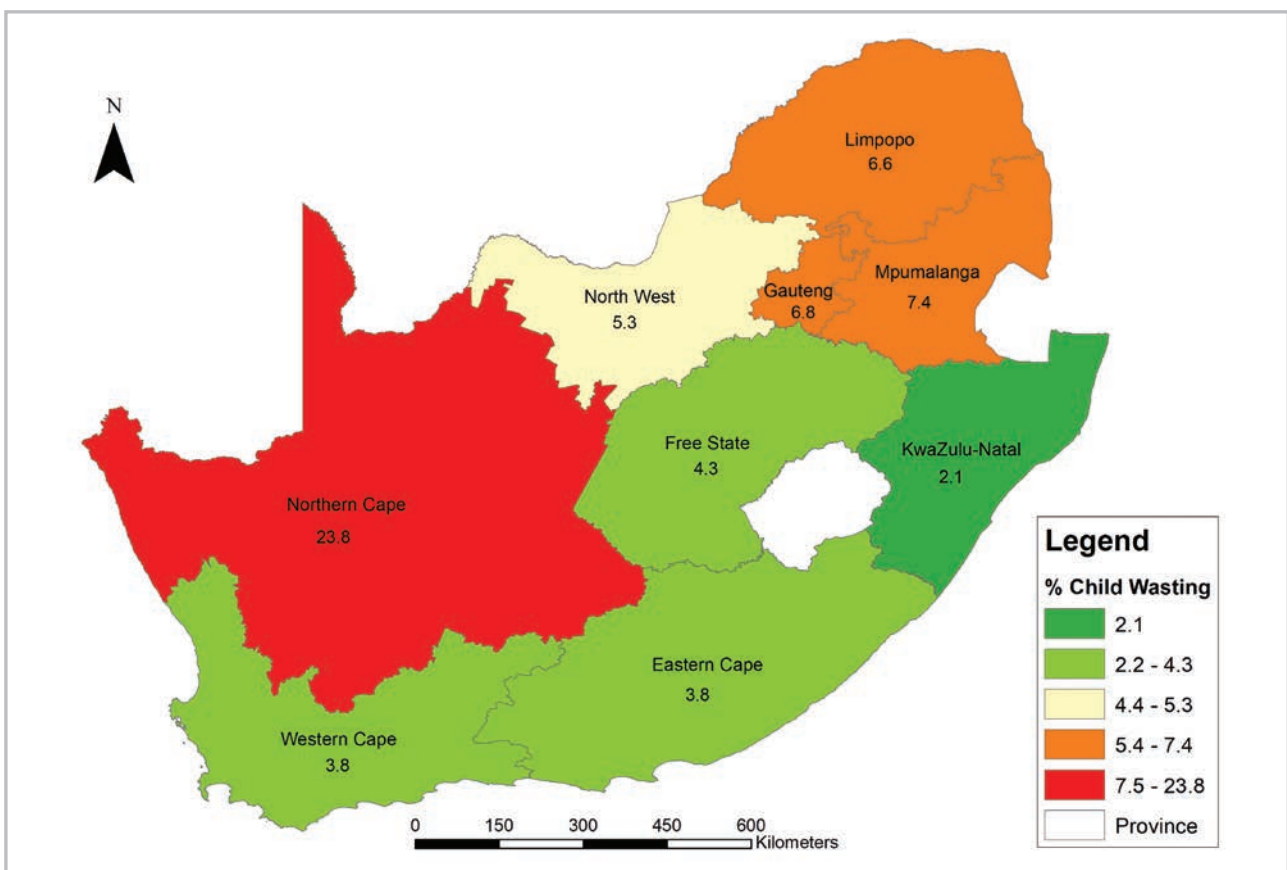 N
Limpopo
6.6
Mpumalanga
7.4
Gauteng
6.8
North West
5.3
Free State
4.3
KwaZulu-Natal
2.1
Northern Cape
23.8
Eastern Cape
3.8
Western Cape
3.8
Legend
% Child Wasting
2.1
2.2 - 4.3
4.4 - 5.3
5.4 - 7.4
7.5 - 23.8
Province
0 150 300 450 600
Kilometers